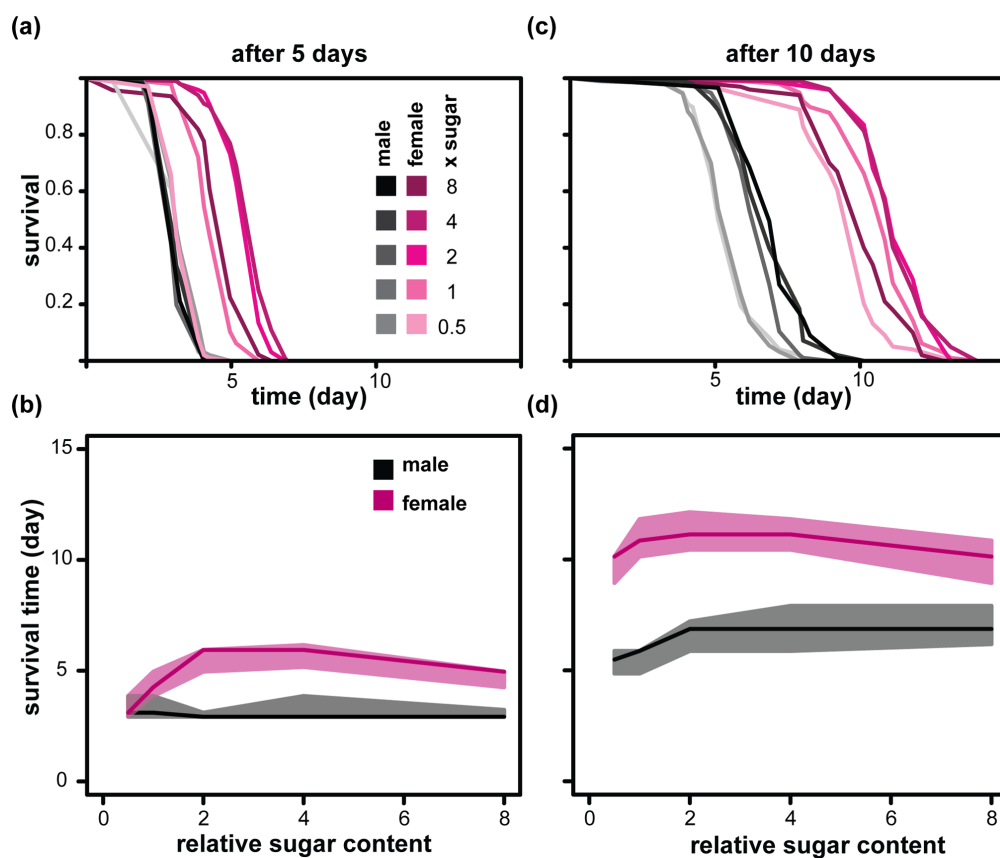 (a)
after 5 days
(c)
after 10 days
survival
0.8
0.6
0.4
0.2
male
female
x sugar
8
4
2
1
0.5
5
10
time (day)
5
10
time (day)
(b)
(d)
survival time (day)
15
10
5
0
male
female
0 2 4 6 8
relative sugar content
0 2 4 6 8
relative sugar content